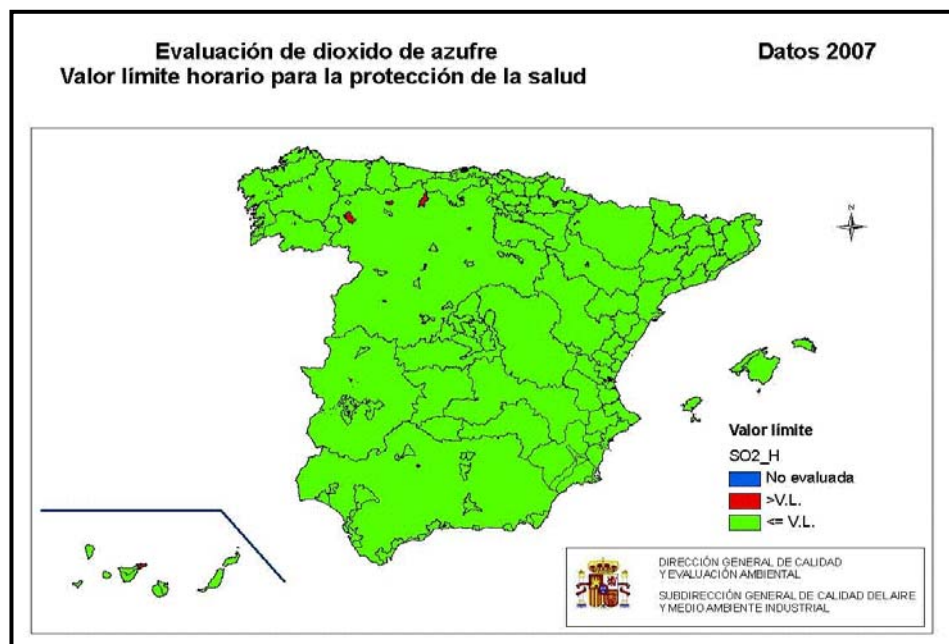 Evaluación de dioxido de azufre
Valor límite horario para la protección de la salud
Datos 2007
N
Valor límite
SO2_H
No evaluada
>V.L.
<= V.L.
DIRECCIÓN GENERAL DE CALIDAD
Y EVALUACIÓN AMBIENTAL
SUBDIRECCIÓN GENERAL DE CALIDAD DEL AIRE
Y MEDIO AMBIENTE INDUSTRIAL